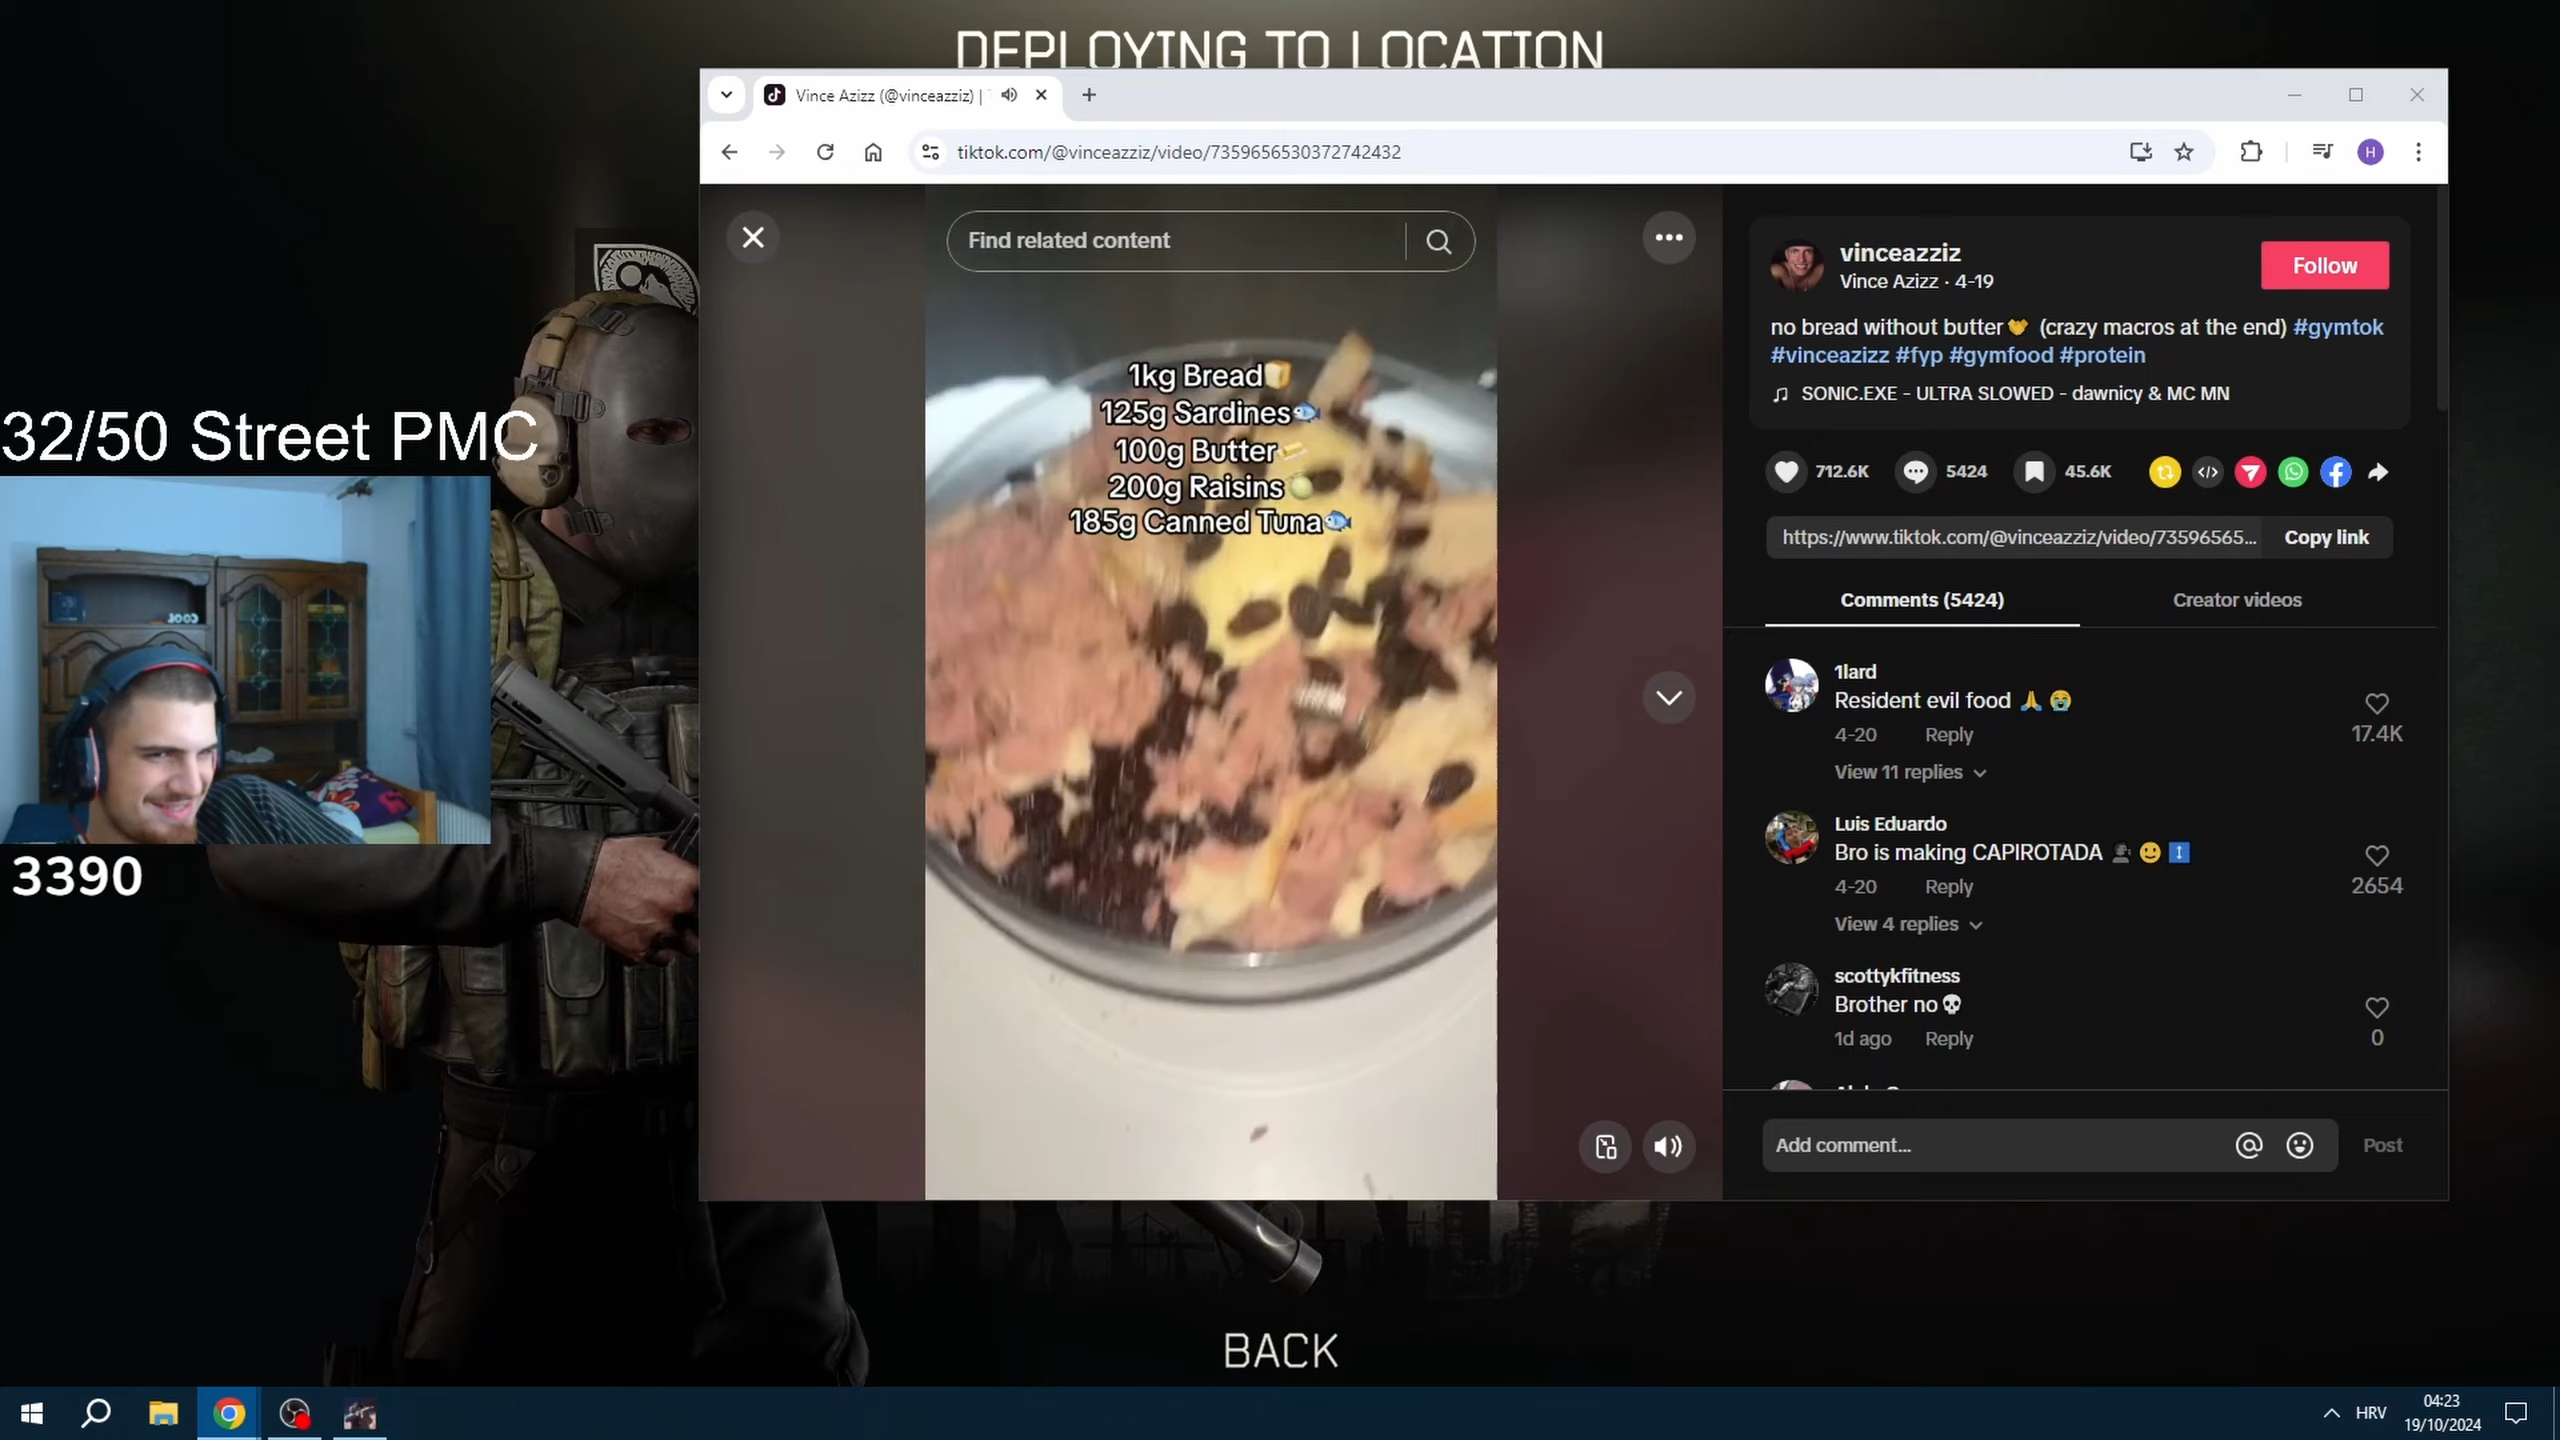 DEPLOYING TO LOCATION
Vince Azizz (@vinceazziz) |
tiktok.com/@vinceazziz/video/7359656530372742432
H
Find related content
1kg Bread🍞
125g Sardines🐟
100g Butter🧈
200g Raisins🍈
185g Canned Tuna🐟
vinceazziz
Vince Azizz · 4-19
Follow
no bread without butter (crazy macros at the end) #gymtok
#vinceazizz #fyp #gymfood #protein
SONIC.EXE - ULTRA SLOWED - dawnicy & MC MN
712.6K
5424
45.6K
https://www.tiktok.com/@vinceazziz/video/73596565...
Copy link
Comments (5424)
Creator videos
1lard
Resident evil food 🙏 😭
4-20 Reply
17.4K
View 11 replies
Luis Eduardo
Bro is making CAPIROTADA 🗣 🙂 ↕
4-20 Reply
2654
View 4 replies
scottykfitness
Brother no💀
1d ago Reply
0
Add comment...
Post
32/50 Street PMC
3390
BACK
HRV
04:23
19/10/2024